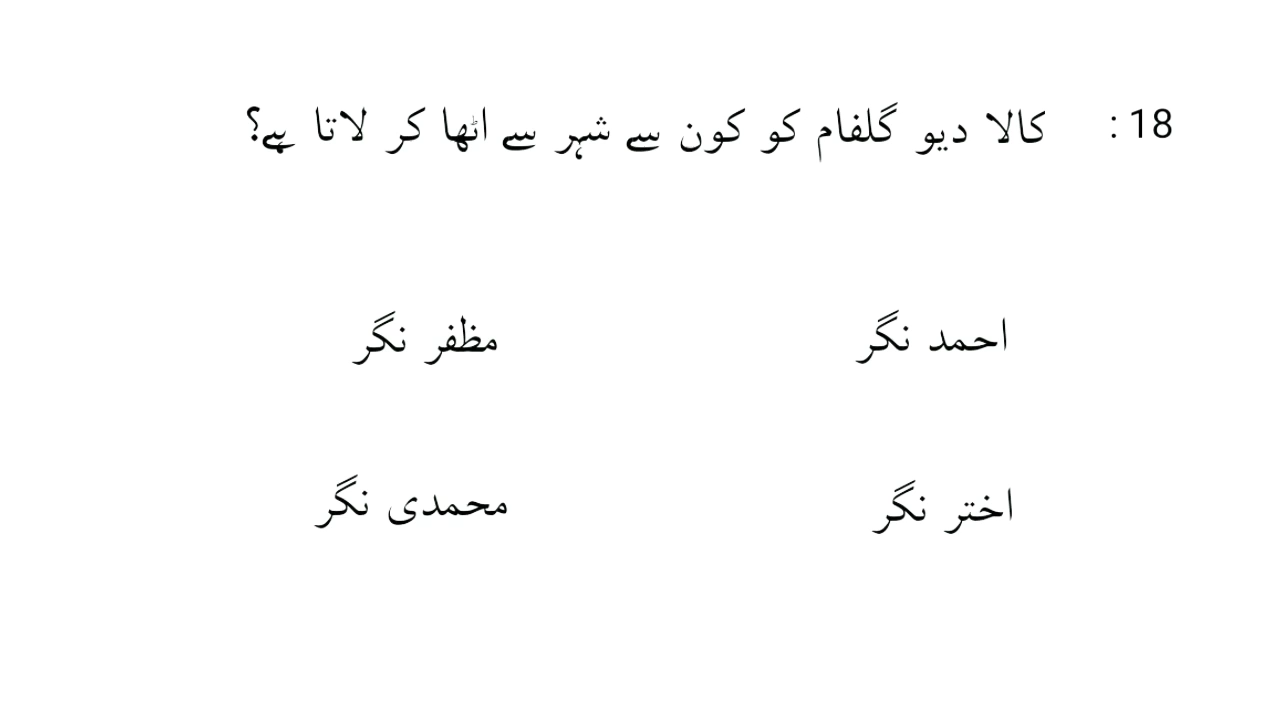 18: کالا دیو گلفام کو کون سے شہر سے اٹھا کر لاتا ہے؟
احمد نگر مظفر نگر
اختر نگر محمدی نگر